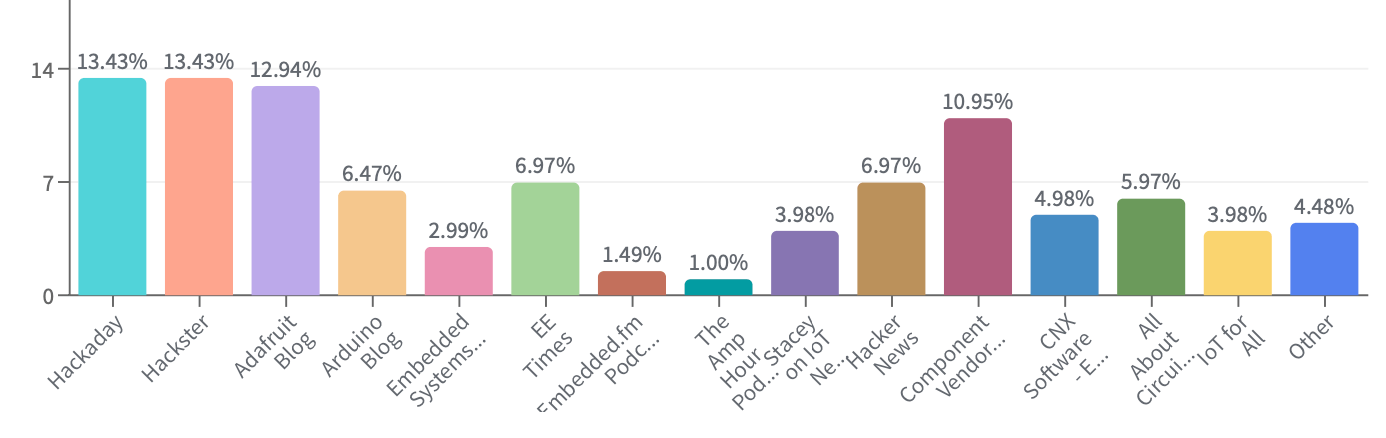 14
7
0
13.43%
13.43%
12.94%
6.47%
2.99%
6.97%
1.49%
1.00%
3.98%
6.97%
10.95%
4.98%
5.97%
3.98%
4.48%
Hackaday
Hackster
Adafruit
Blog
Arduino
Blog
Embedded
Systems...
EE
Times
Embedded.fm
Podc...
The
Amp
Hour
Pod...
Stacey
on IoT
Ne...
Hacker
News
Component
Vendor...
CNX
Software
- E...
All
About
Circui...
IoT for
All
Other